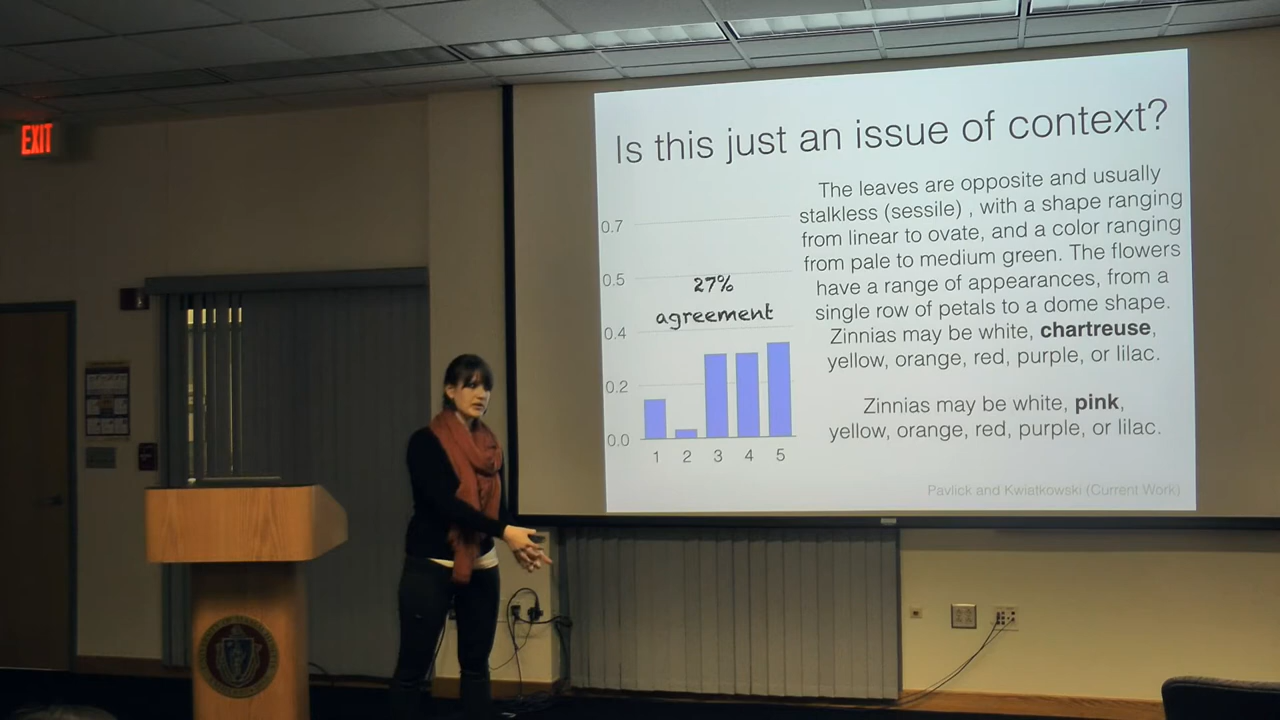 EXIT
Is this just an issue of context?
The leaves are opposite and usually
stalkless (sessile) , with a shape ranging
from linear to ovate, and a color ranging
from pale to medium green. The flowers
have a range of appearances, from a
single row of petals to a dome shape.
Zinnias may be white, chartreuse,
yellow, orange, red, purple, or lilac.
Zinnias may be white, pink,
yellow, orange, red, purple, or lilac.
0.7
0.5
27%
agreement
0.4
0.2
0.0
1 2 3 4 5
Pavlick and Kwiatkowski (Current Work)